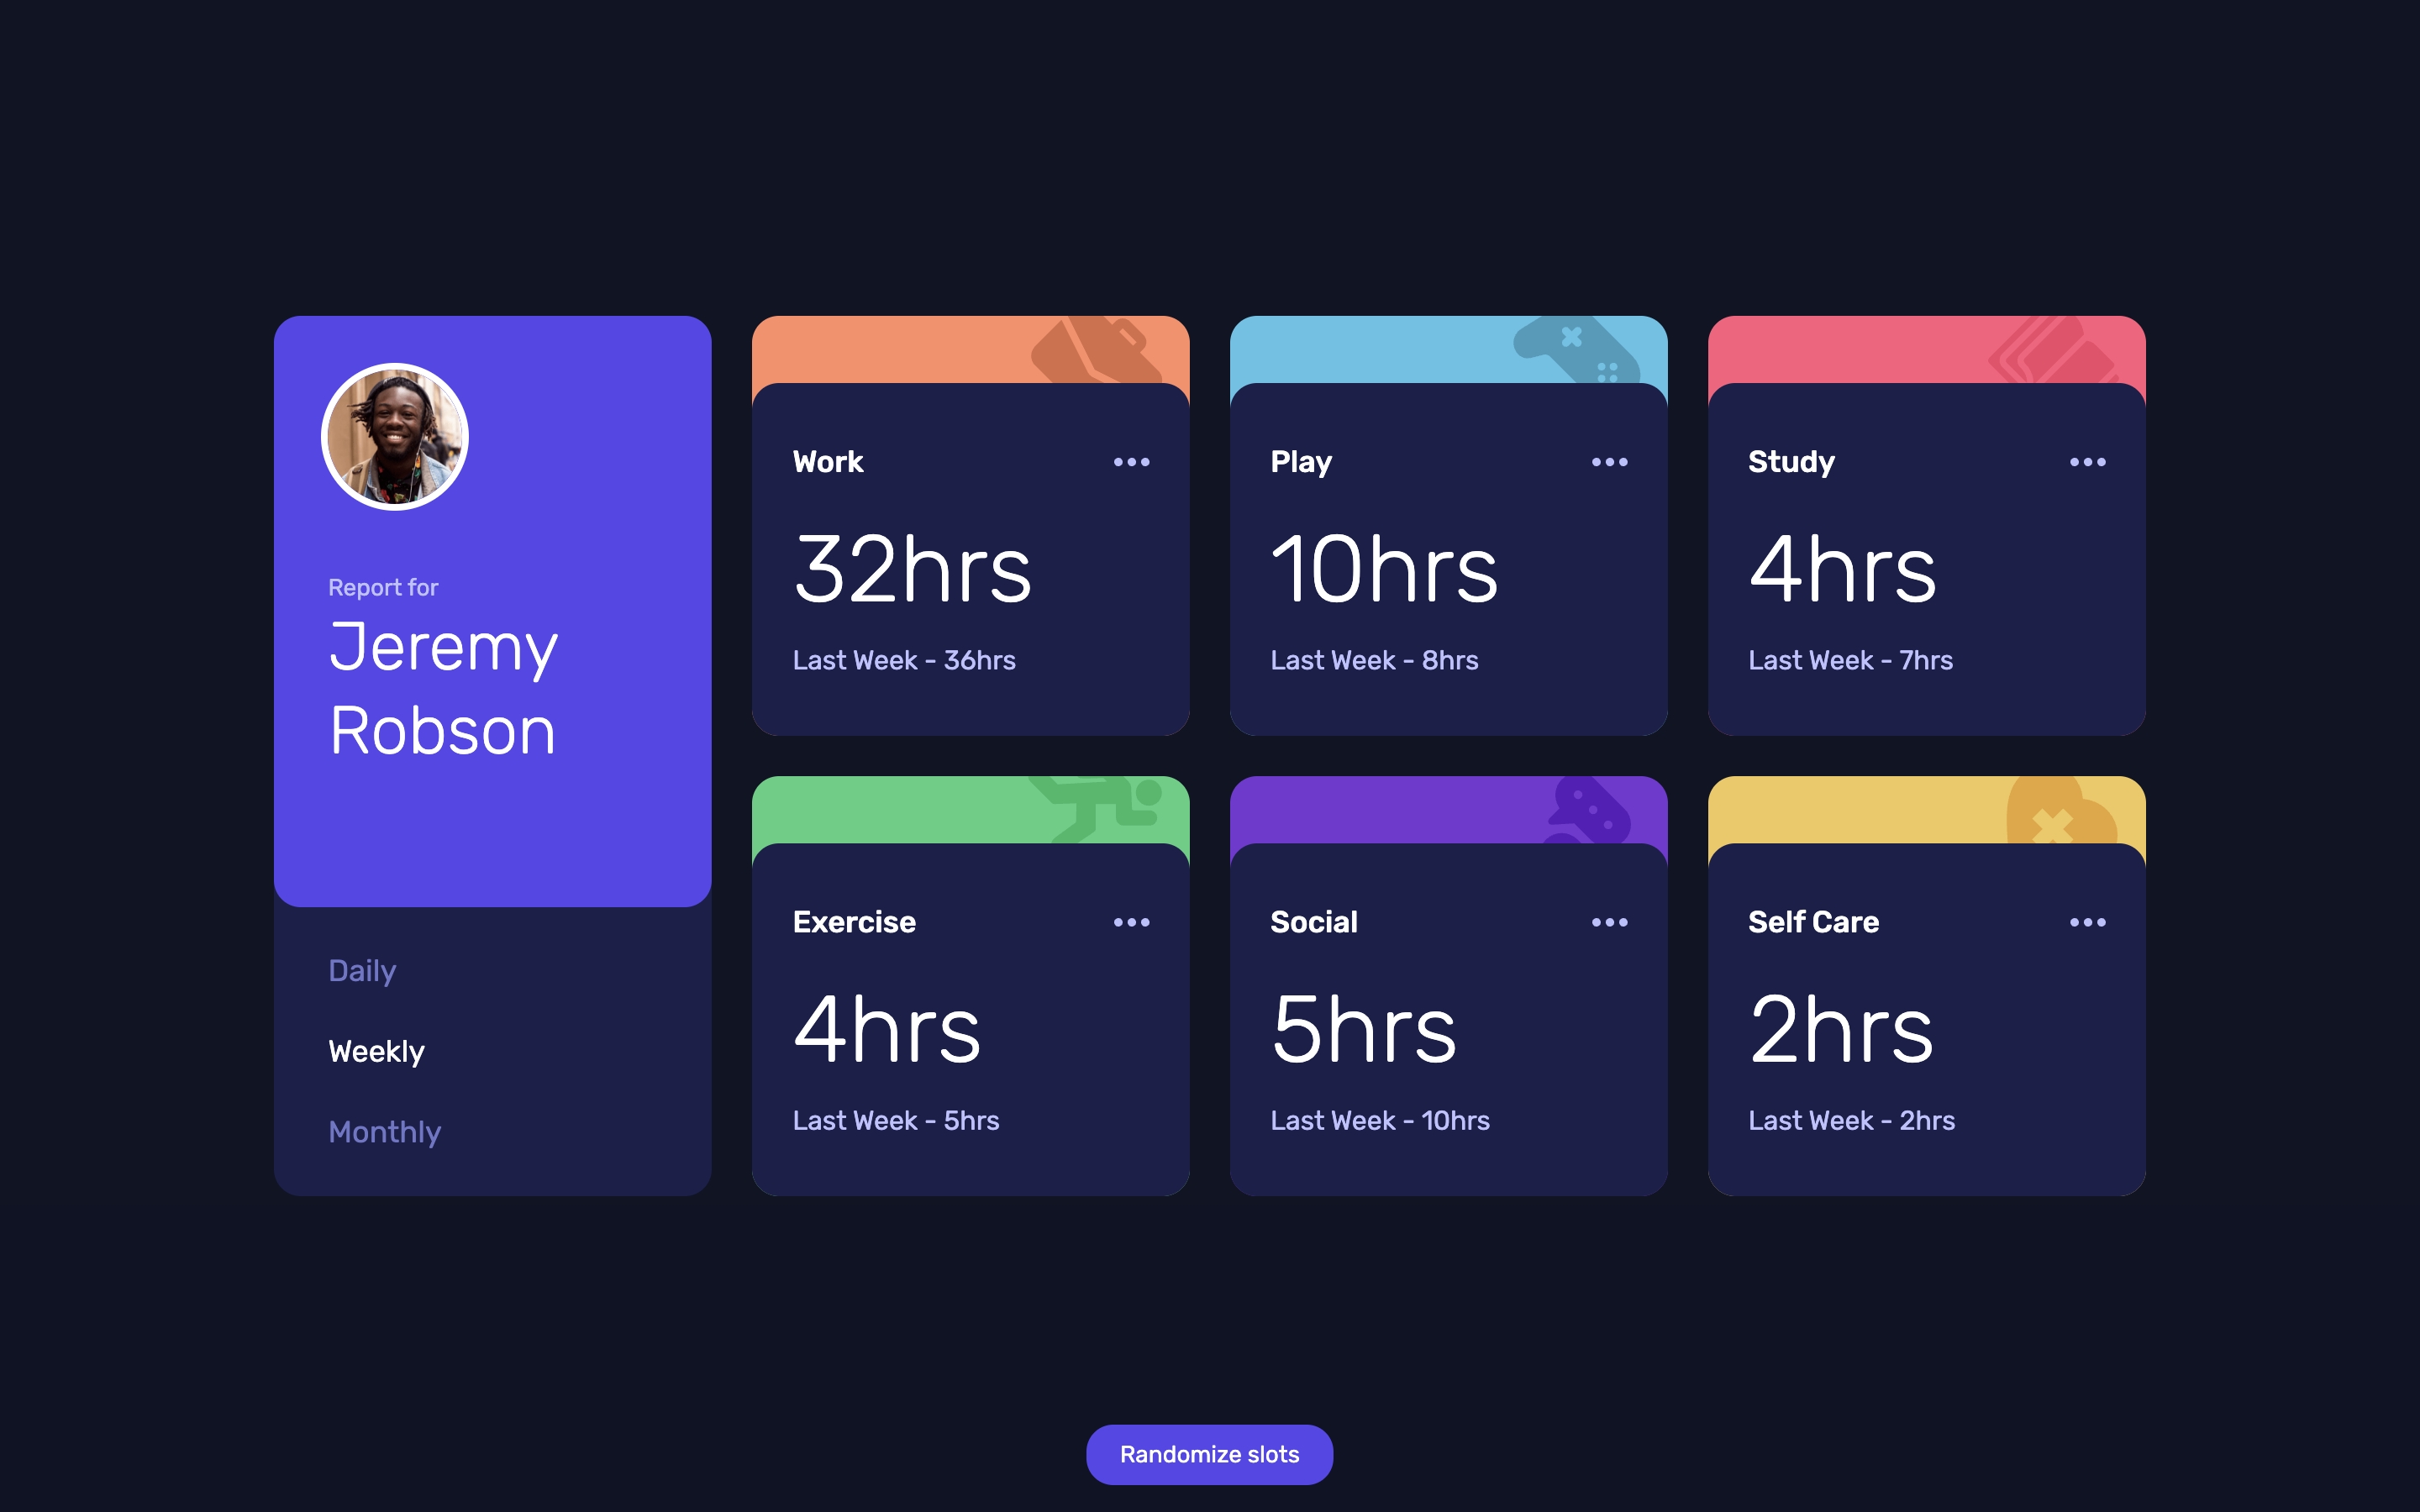 Report for
Jeremy
Robson
Daily
Weekly
Monthly
Work
32hrs
Last Week - 36hrs
Play
10hrs
Last Week - 8hrs
Study
4hrs
Last Week - 7hrs
Exercise
4hrs
Last Week - 5hrs
Social
5hrs
Last Week - 10hrs
Self Care
2hrs
Last Week - 2hrs
Randomize slots